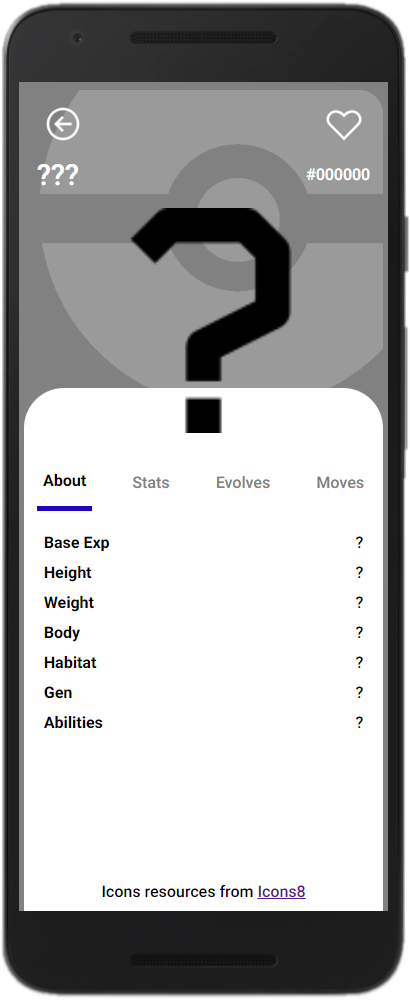 ??? #000000
?
About Stats Evolves Moves
Base Exp ?
Height ?
Weight ?
Body ?
Habitat ?
Gen ?
Abilities ?
Icons resources from Icons8